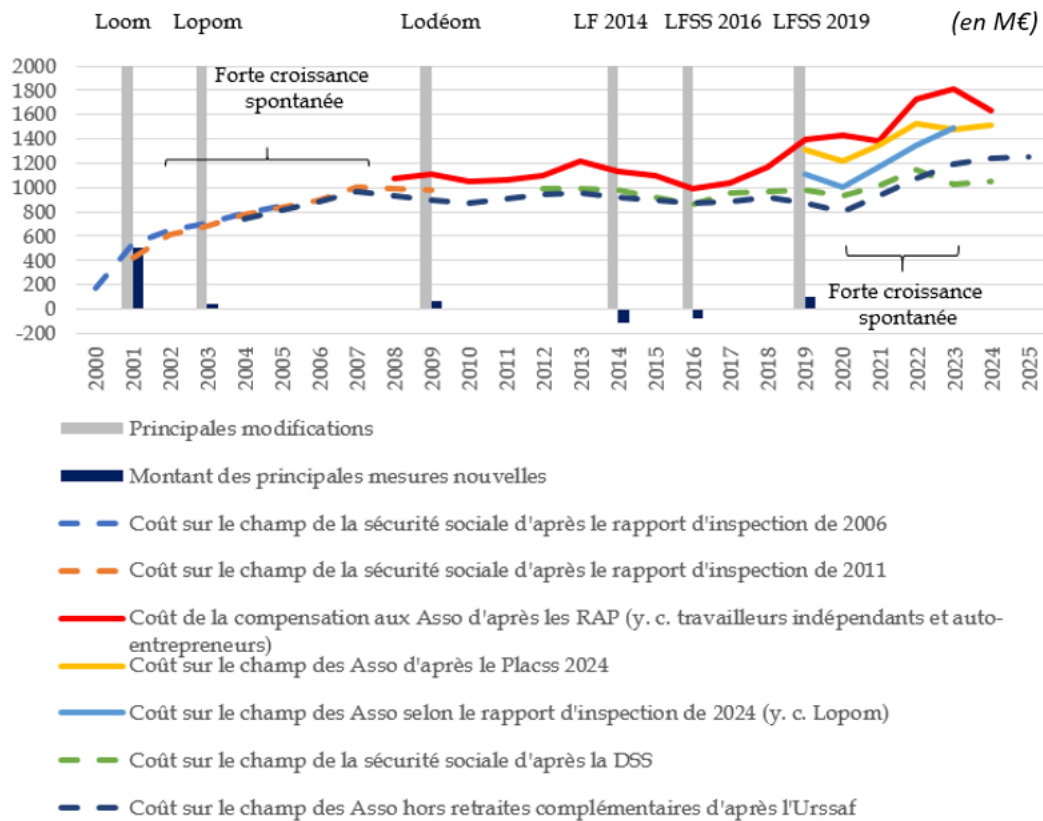 Loom Lopom Lodéom LF 2014 LFSS 2016 LFSS 2019 (en M€)
2000
1800
1600
1400
1200
1000
800
600
400
200
0
-200
Forte croissance
spontanée
Forte croissance
spontanée
2000 2001 2002 2003 2004 2005 2006 2007 2008 2009 2010 2011 2012 2013 2014 2015 2016 2017 2018 2019 2020 2021 2022 2023 2024 2025
Principales modifications
Montant des principales mesures nouvelles
Coût sur le champ de la sécurité sociale d'après le rapport d'inspection de 2006
Coût sur le champ de la sécurité sociale d'après le rapport d'inspection de 2011
Coût de la compensation aux Asso d'après les RAP (y. c. travailleurs indépendants et auto-
entrepreneurs)
Coût sur le champ des Asso d'après le Placss 2024
Coût sur le champ des Asso selon le rapport d'inspection de 2024 (y. c. Lopom)
Coût sur le champ de la sécurité sociale d'après la DSS
Coût sur le champ des Asso hors retraites complémentaires d'après l'Urssaf